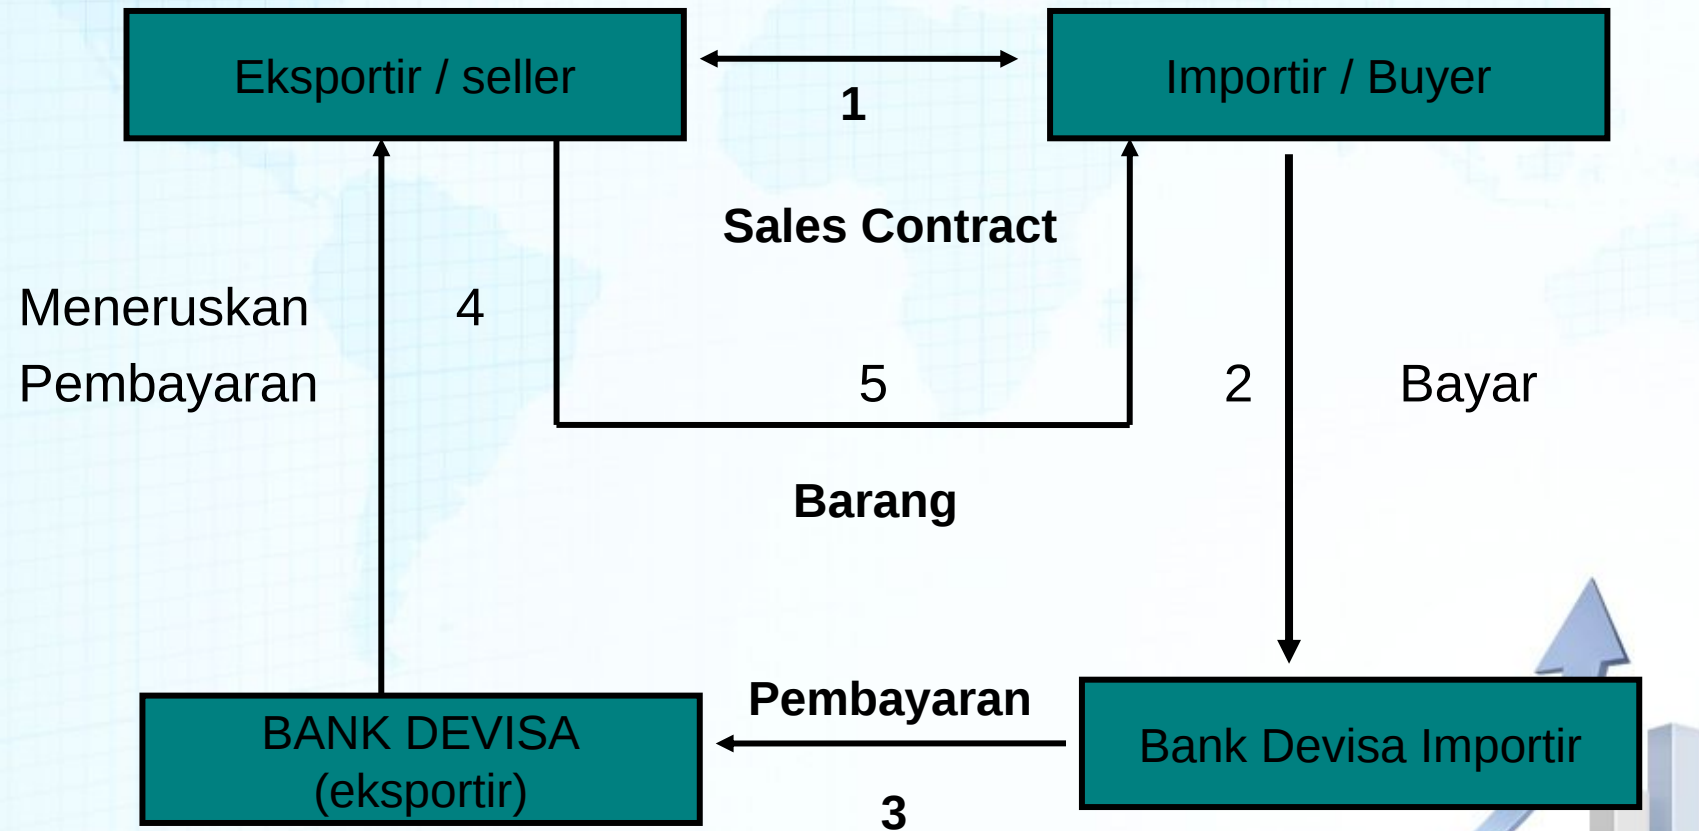 Eksportir / seller
Importir / Buyer
1
Sales Contract
Meneruskan
Pembayaran
4
5
2
Bayar
Barang
Pembayaran
3
BANK DEVISA
(eksportir)
Bank Devisa Importir